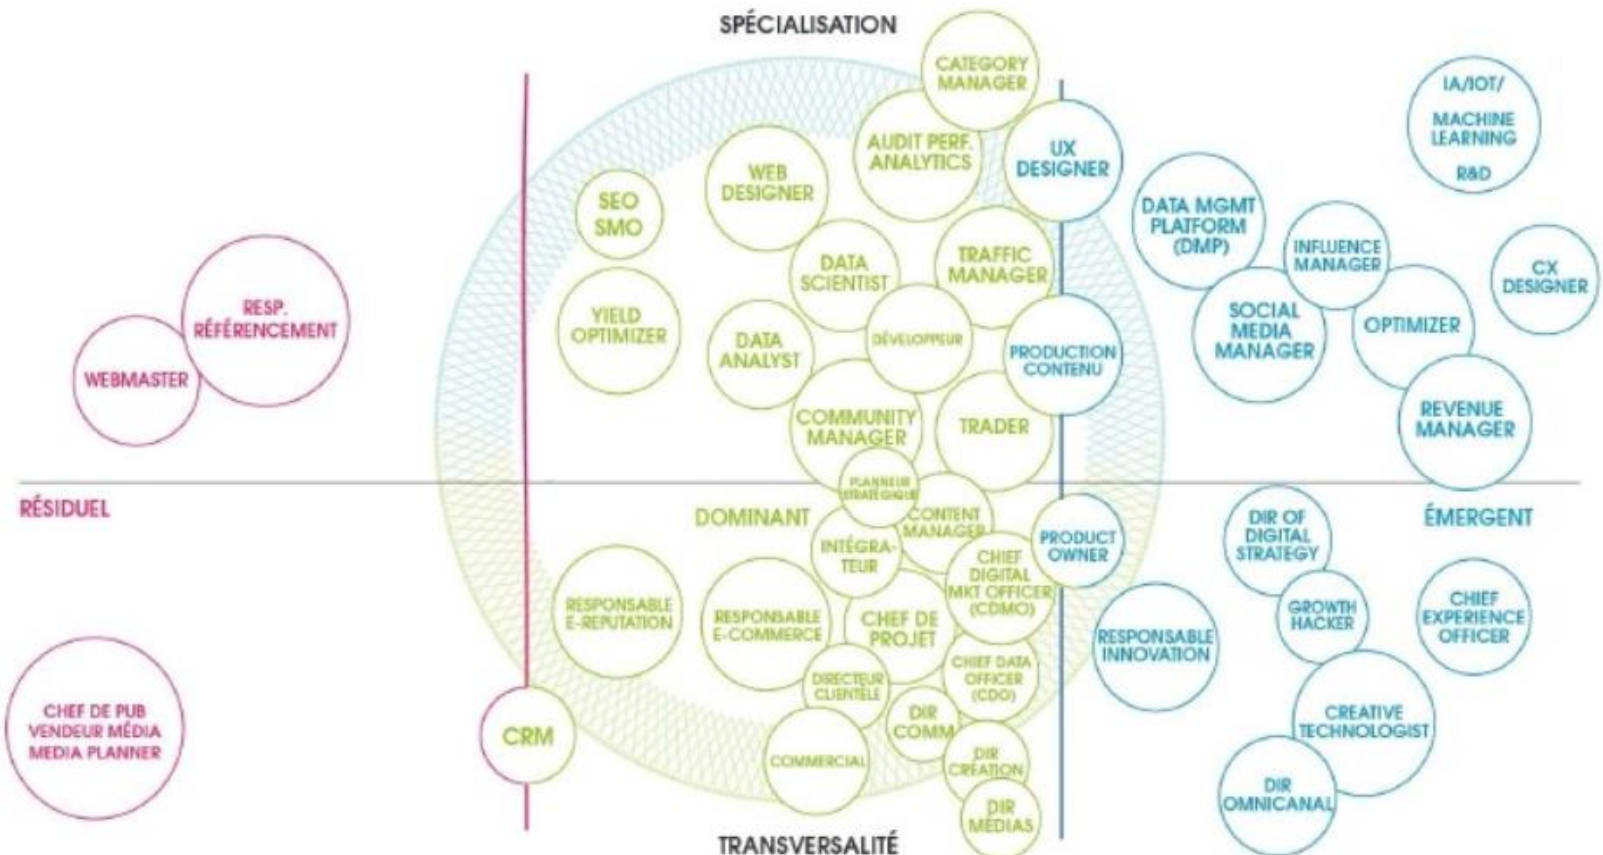 SPÉCIALISATION
CATEGORY
MANAGER
IA/IOT/
MACHINE
LEARNING
R&D
AUDIT PERF.
ANALYTICS
UX
DESIGNER
WEB
DESIGNER
SEO
SMO
DATA MGMT
PLATFORM
(DMP)
INFLUENCE
MANAGER
CX
DESIGNER
DATA
SCIENTIST
TRAFFIC
MANAGER
RESP.
RÉFÉRENCEMENT
YIELD
OPTIMIZER
SOCIAL
MEDIA
MANAGER
OPTIMIZER
DATA
ANALYST
DÉVELOPPEUR
PRODUCTION
CONTENU
WEBMASTER
COMMUNITY
MANAGER
TRADER
REVENUE
MANAGER
PLANNEUR
STRATÉGIQUE
RÉSIDUEL
DOMINANT
CONTENT
MANAGER
DIR OF
DIGITAL
STRATEGY
ÉMERGENT
INTÉGRA-
TEUR
PRODUCT
OWNER
CHIEF
DIGITAL
MKT OFFICER
(CDMO)
RESPONSABLE
E-REPUTATION
RESPONSABLE
E-COMMERCE
CHEF DE
PROJET
GROWTH
HACKER
CHIEF
EXPERIENCE
OFFICER
RESPONSABLE
INNOVATION
DIRECTEUR
CLIENTÈLE
CHIEF DATA
OFFICER
(CDO)
CHEF DE PUB
VENDEUR MÉDIA
MEDIA PLANNER
CRM
DIR
COMM
CREATIVE
TECHNOLOGIST
COMMERCIAL
DIR
CRÉATION
DIR
OMNICANAL
DIR
MÉDIAS
TRANSVERSALITÉ